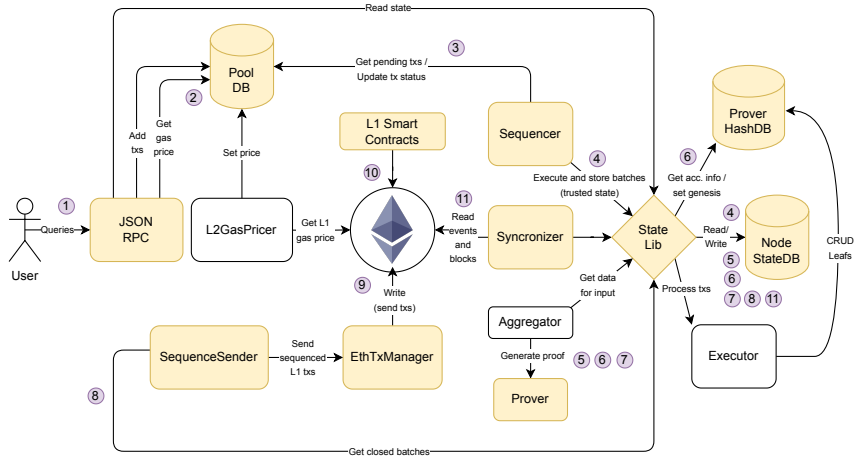 Read state
3
Get pending txs /
Update tx status
Pool
DB
2
Get
gas
price
Add
txs
L1 Smart
Contracts
Sequencer
Prover
HashDB
Set price
4
Execute and store batches
(trusted state)
6
Get acc. info /
set genesis
10
1
Queries
User
JSON
RPC
L2GasPricer
Get L1
gas price
11
Read
events
and
blocks
Syncronizer
State
Lib
4
Read/
Write
5
6
7
8
11
Node
StateDB
CRUD
Leafs
9
Write
(send txs)
Get data
for input
Process txs
Aggregator
Generate proof
5
6
7
Prover
Executor
SequenceSender
Send
sequenced
L1 txs
EthTxManager
8
Get closed batches